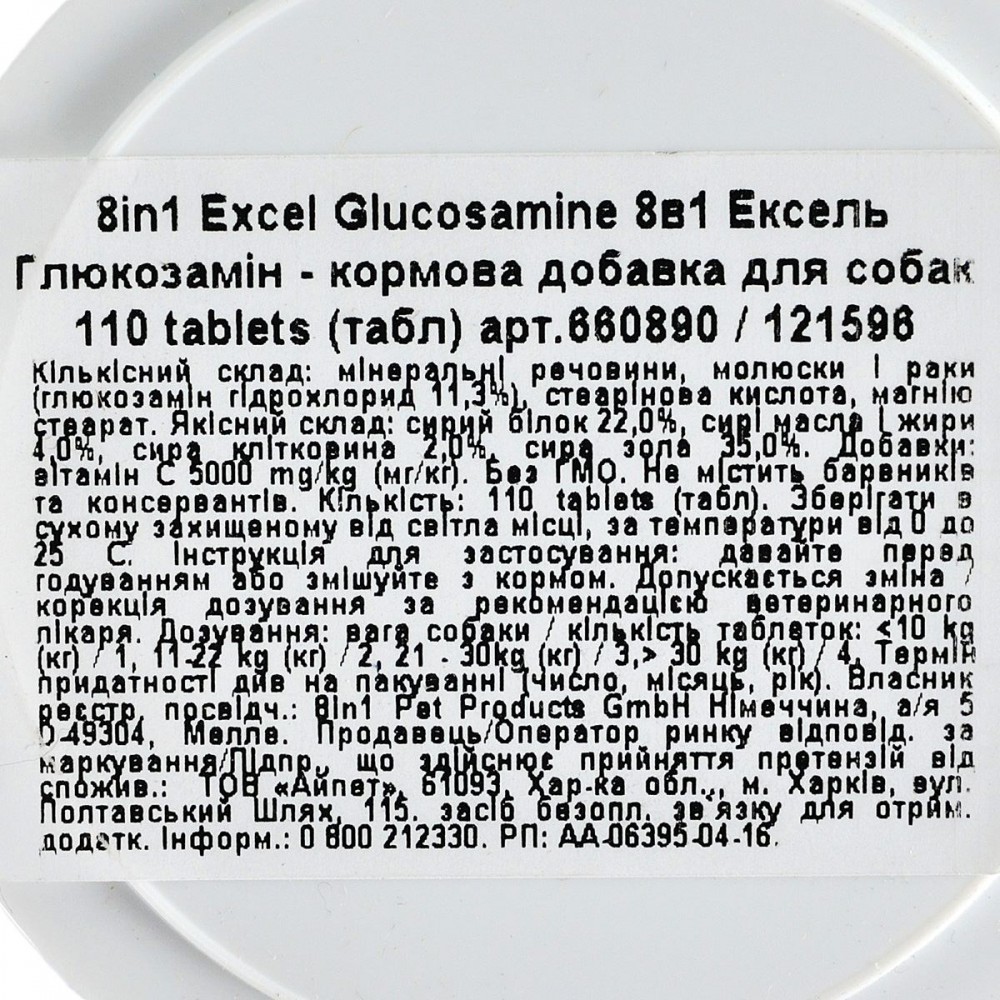 8in1 Excel Glucosamine 8в1 Ексель
Глюкозамін - кормова добавка для собак
110 tablets (табл) арт.660890 / 121596
Кількісний склад: мінеральні речовини, молюски і раки
(глюкозамін гідрохлорид 11,3%), стеарінова кислота, магнію
стеарат. Якісний склад: сирий білок 22,0%, сирі масла і жири
4,0%, сира клітковина 2,0%, сира зола 35,0%. Добавки:
вітамін С 5000 mg/kg (мг/кг). Без ГМО. Не містить барвників
та консервантів. Кількість: 110 tablets (табл). Зберігати в
сухому захищеному від світла місці, за температури від 0 до
25 С. Інструкція для застосування: давайте перед
годуванням або змішуйте з кормом. Допускається зміна /
корекція дозування за рекомендацією ветеринарного
лікаря. Дозування: вага собаки / кількість таблеток: <10 kg
(кг) / 1, 11-22 kg (кг) / 2, 21 - 30kg (кг) / 3,> 30 kg (кг) / 4, Термін
придатності див на пакуванні (число, місяць, рік). Власник
реєстр, посвідч.: 8In1 Pet Products GmbH Німеччина, а/я 5
D-49304, Мелле. Продавець/Оператор ринку відповід. за
маркування/Підпр, що здійснює прийняття претензій від
спожив.: ТОВ «Айпет», 61093, Хар-ка обл.,, м. Харків, вул.
Полтавський Шлях, 115. засіб безопл. зв'язку для отрим.
додатк. Інформ.: 0 800 212330. РП: АА-06395-04-16.